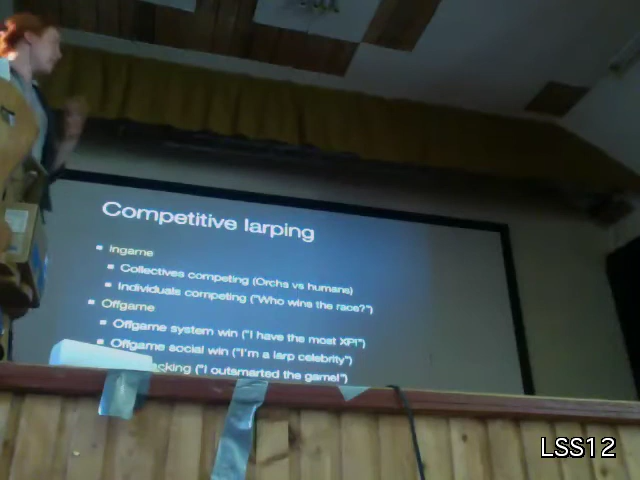 Competitive larping
Ingame
Collectives competing (Orchs vs humans)
Individuals competing ("Who wins the race?")
Offgame
Offgame system win ("I have the most XP!")
Offgame social win ("I'm a larp celebrity")
("I outsmarted the game!")
LSS12